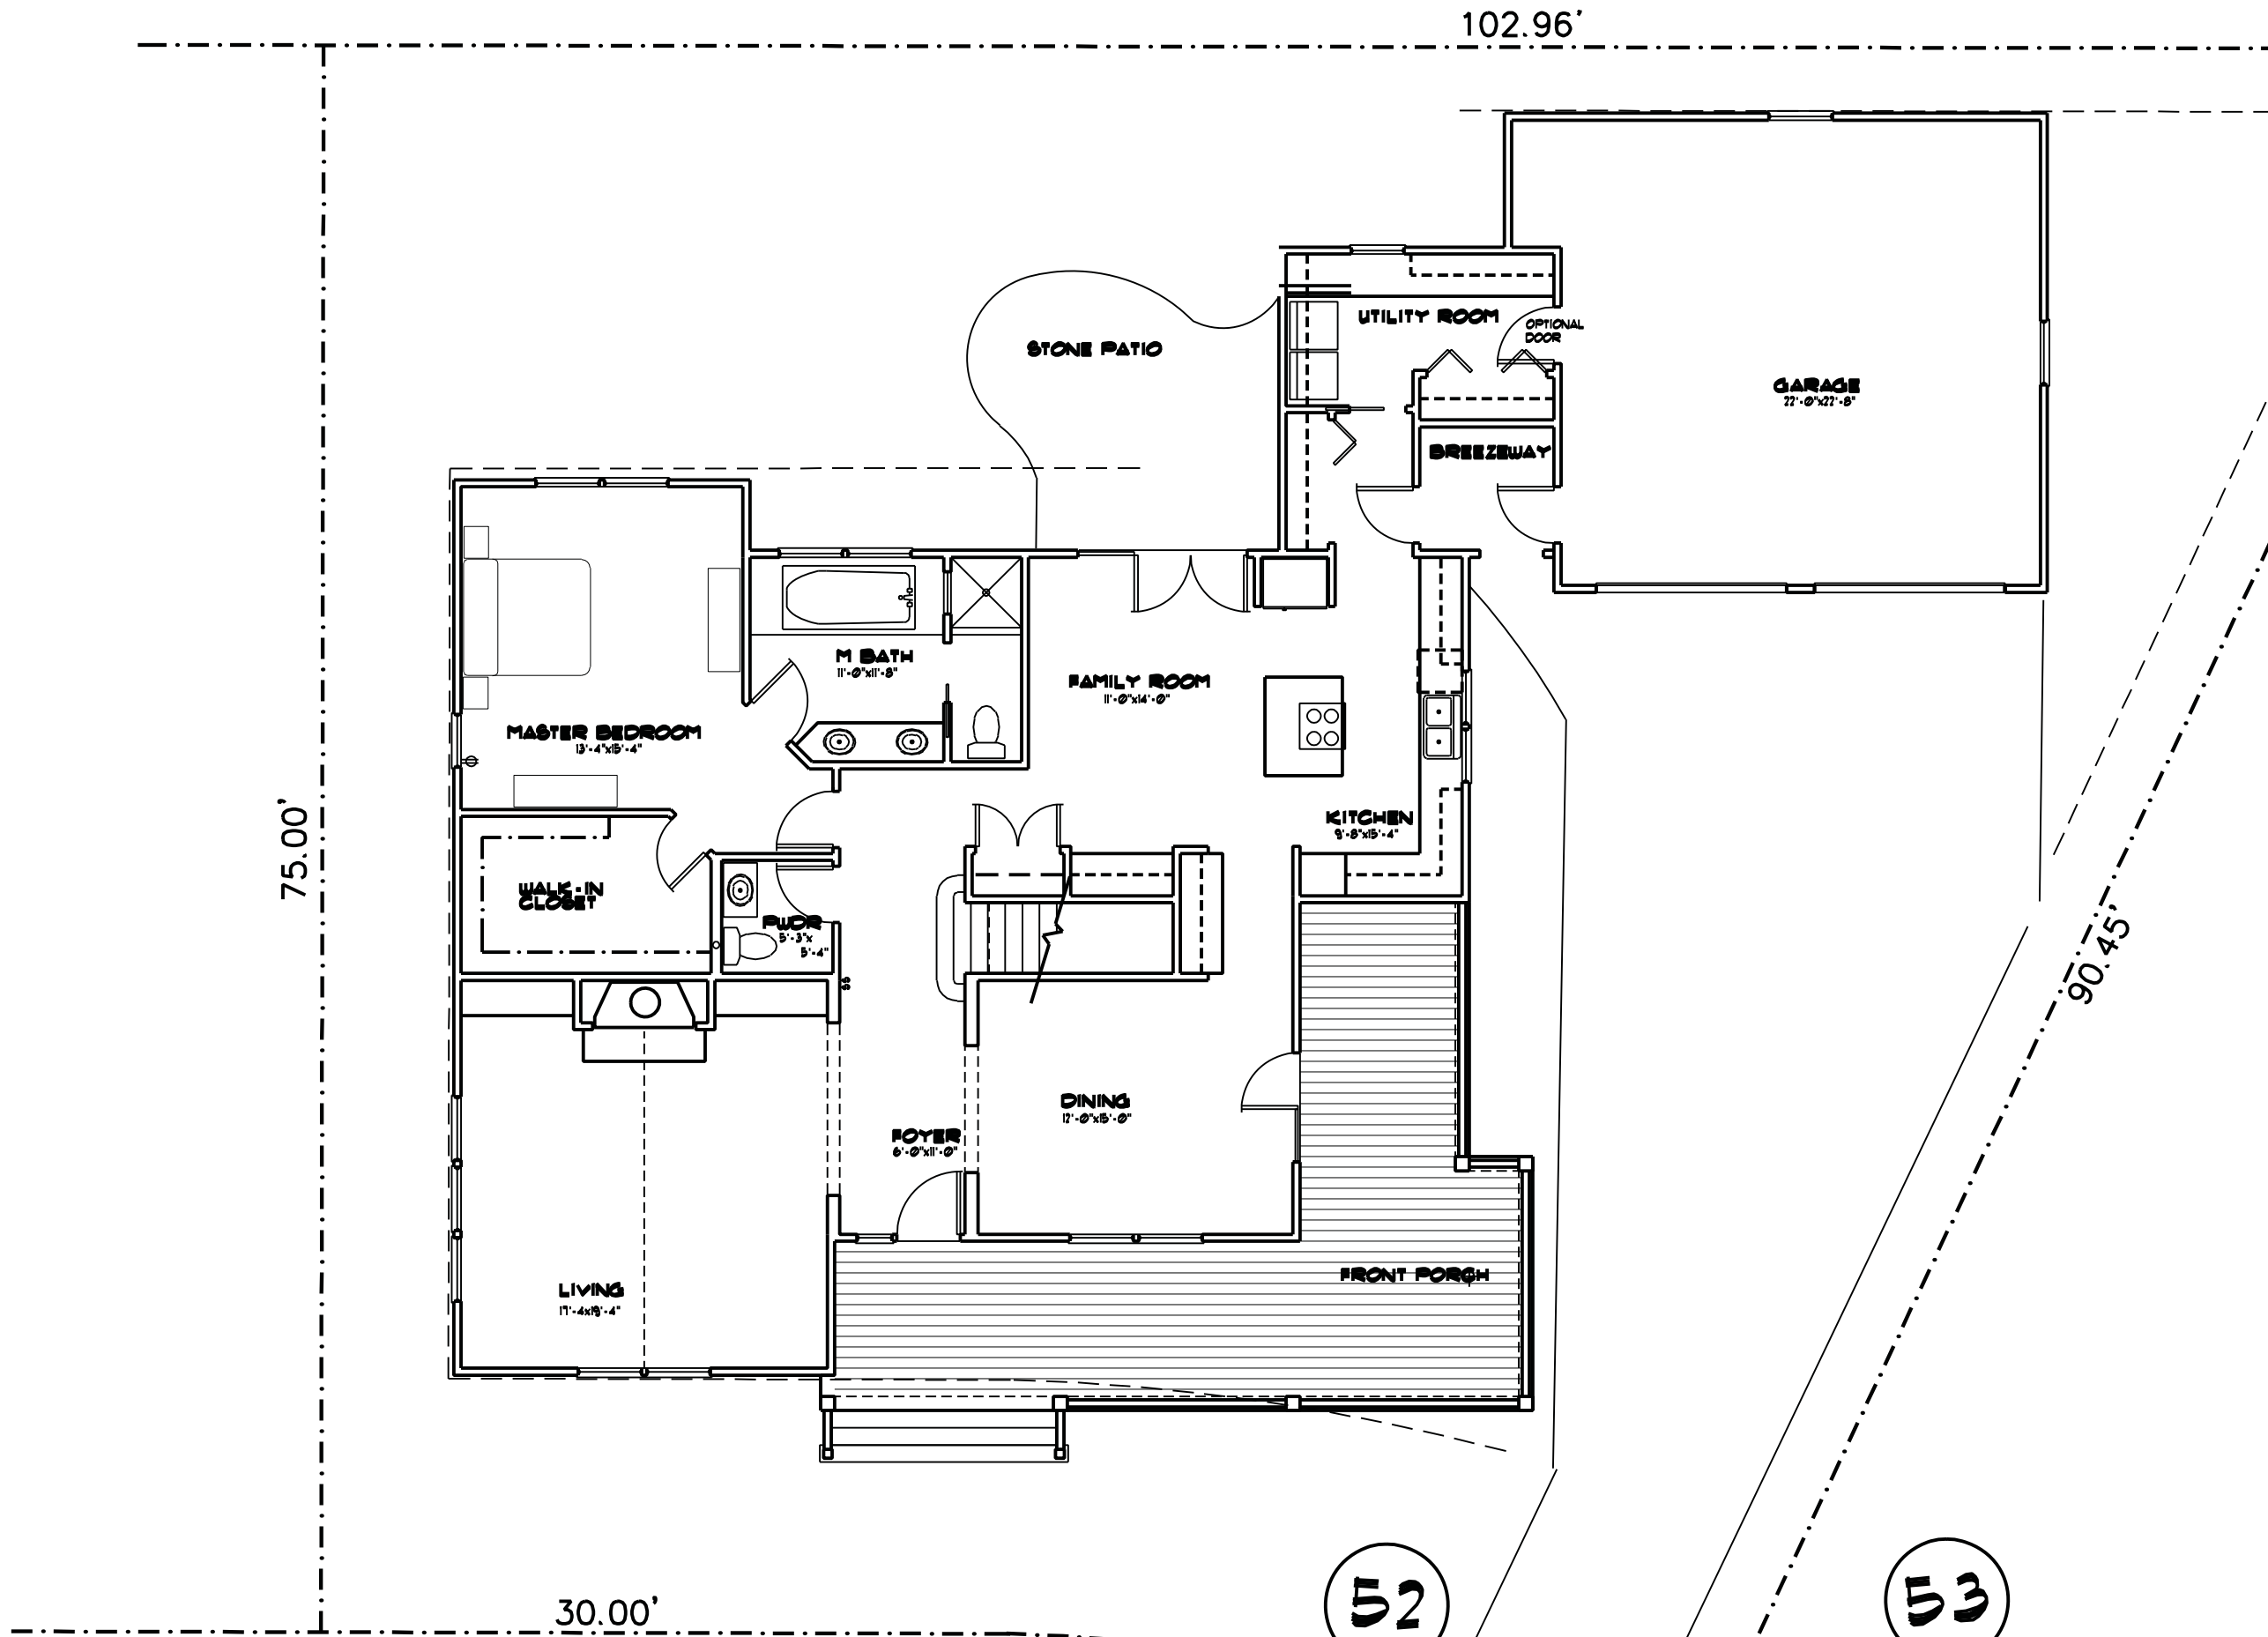 102.96'
UTILITY ROOM
OPTIONAL
DOOR
STONE PATIO
GARAGE
22'-0"x22'-8"
BREEZEWAY
M BATH
11'-0"x11'-8"
FAMILY ROOM
11'-0"x14'-0"
MASTER BEDROOM
13'-4"x15'-4"
KITCHEN
9'-8"x15'-4"
75.00'
WALK-IN
CLOSET
PWDR
5'-3"x
5'-4"
90.45'
DINING
12'-0"x15'-0"
FOYER
6'-0"x11'-0"
FRONT PORCH
LIVING
17'-4x19'-4"
52
53
30.00'